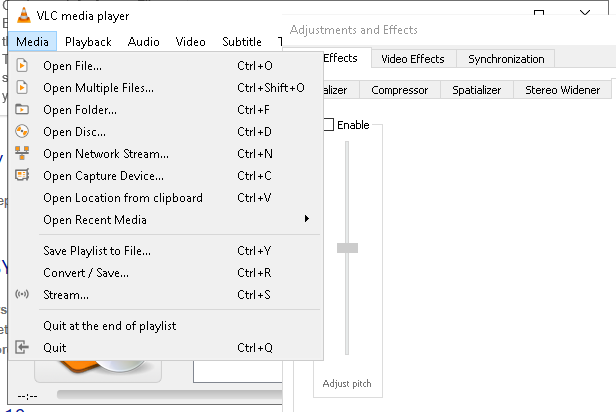 VLC media player
Media Playback Audio Video Subtitle T
Open File... Ctrl+O
Open Multiple Files... Ctrl+Shift+O
Open Folder... Ctrl+F
Open Disc... Ctrl+D
Open Network Stream... Ctrl+N
Open Capture Device... Ctrl+C
Open Location from clipboard Ctrl+V
Open Recent Media
Save Playlist to File... Ctrl+Y
Convert / Save... Ctrl+R
Stream... Ctrl+S
Quit at the end of playlist
Quit Ctrl+Q
--:--
Adjustments and Effects
Effects Video Effects Synchronization
alizer Compressor Spatializer Stereo Widener
Enable
Adjust pitch